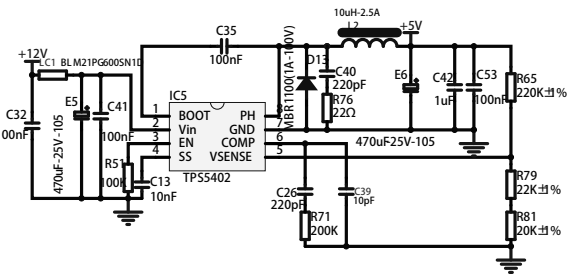 10uH-2.5A
L2
+5V
C35
100nF
+12V
LC1 BLM21PG600SN1D
MBR1100(1A-100V)
D13
C40
220pF
E6
C42
1uF
C53
100nF
R65
220K±1%
IC5
E5
C41
100nF
R76
22Ω
C32
00nF
470uF-25V-105
1 BOOT PH 8
2 Vin GND 7
3 EN COMP 6
4 SS VSENSE 5
TPS5402
470uF25V-105
R51
100K
C13
10nF
C26
220pF
C39
10pF
R79
22K±1%
R71
200K
R81
20K±1%